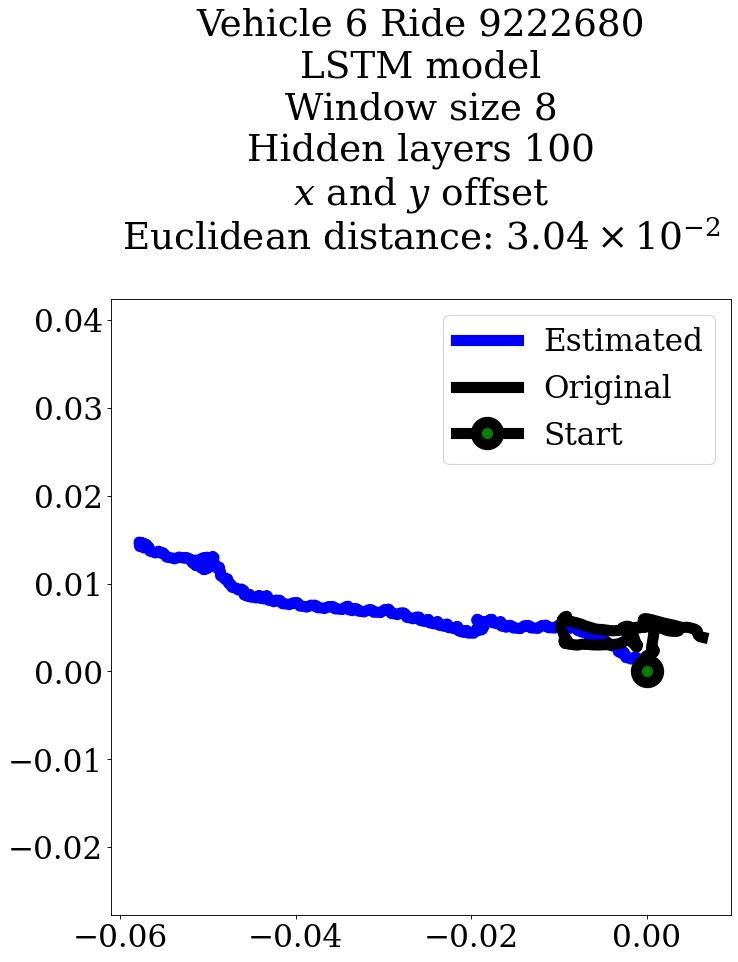 Vehicle 6 Ride 9222680
LSTM model
Window size 8
Hidden layers 100
x and y offset
Euclidean distance: 3.04 × 10⁻²
Estimated
Original
Start
0.04
0.03
0.02
0.01
0.00
−0.01
−0.02
−0.06 −0.04 −0.02 0.00